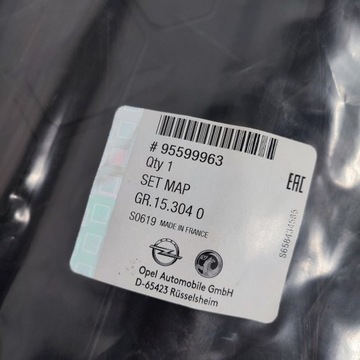 # 95599963
Qty 1
SET MAP
GR.15.304 0
S0619 MADE IN FRANCE
EAC
Opel Automobile GmbH
D-65423 Rüsselsheim